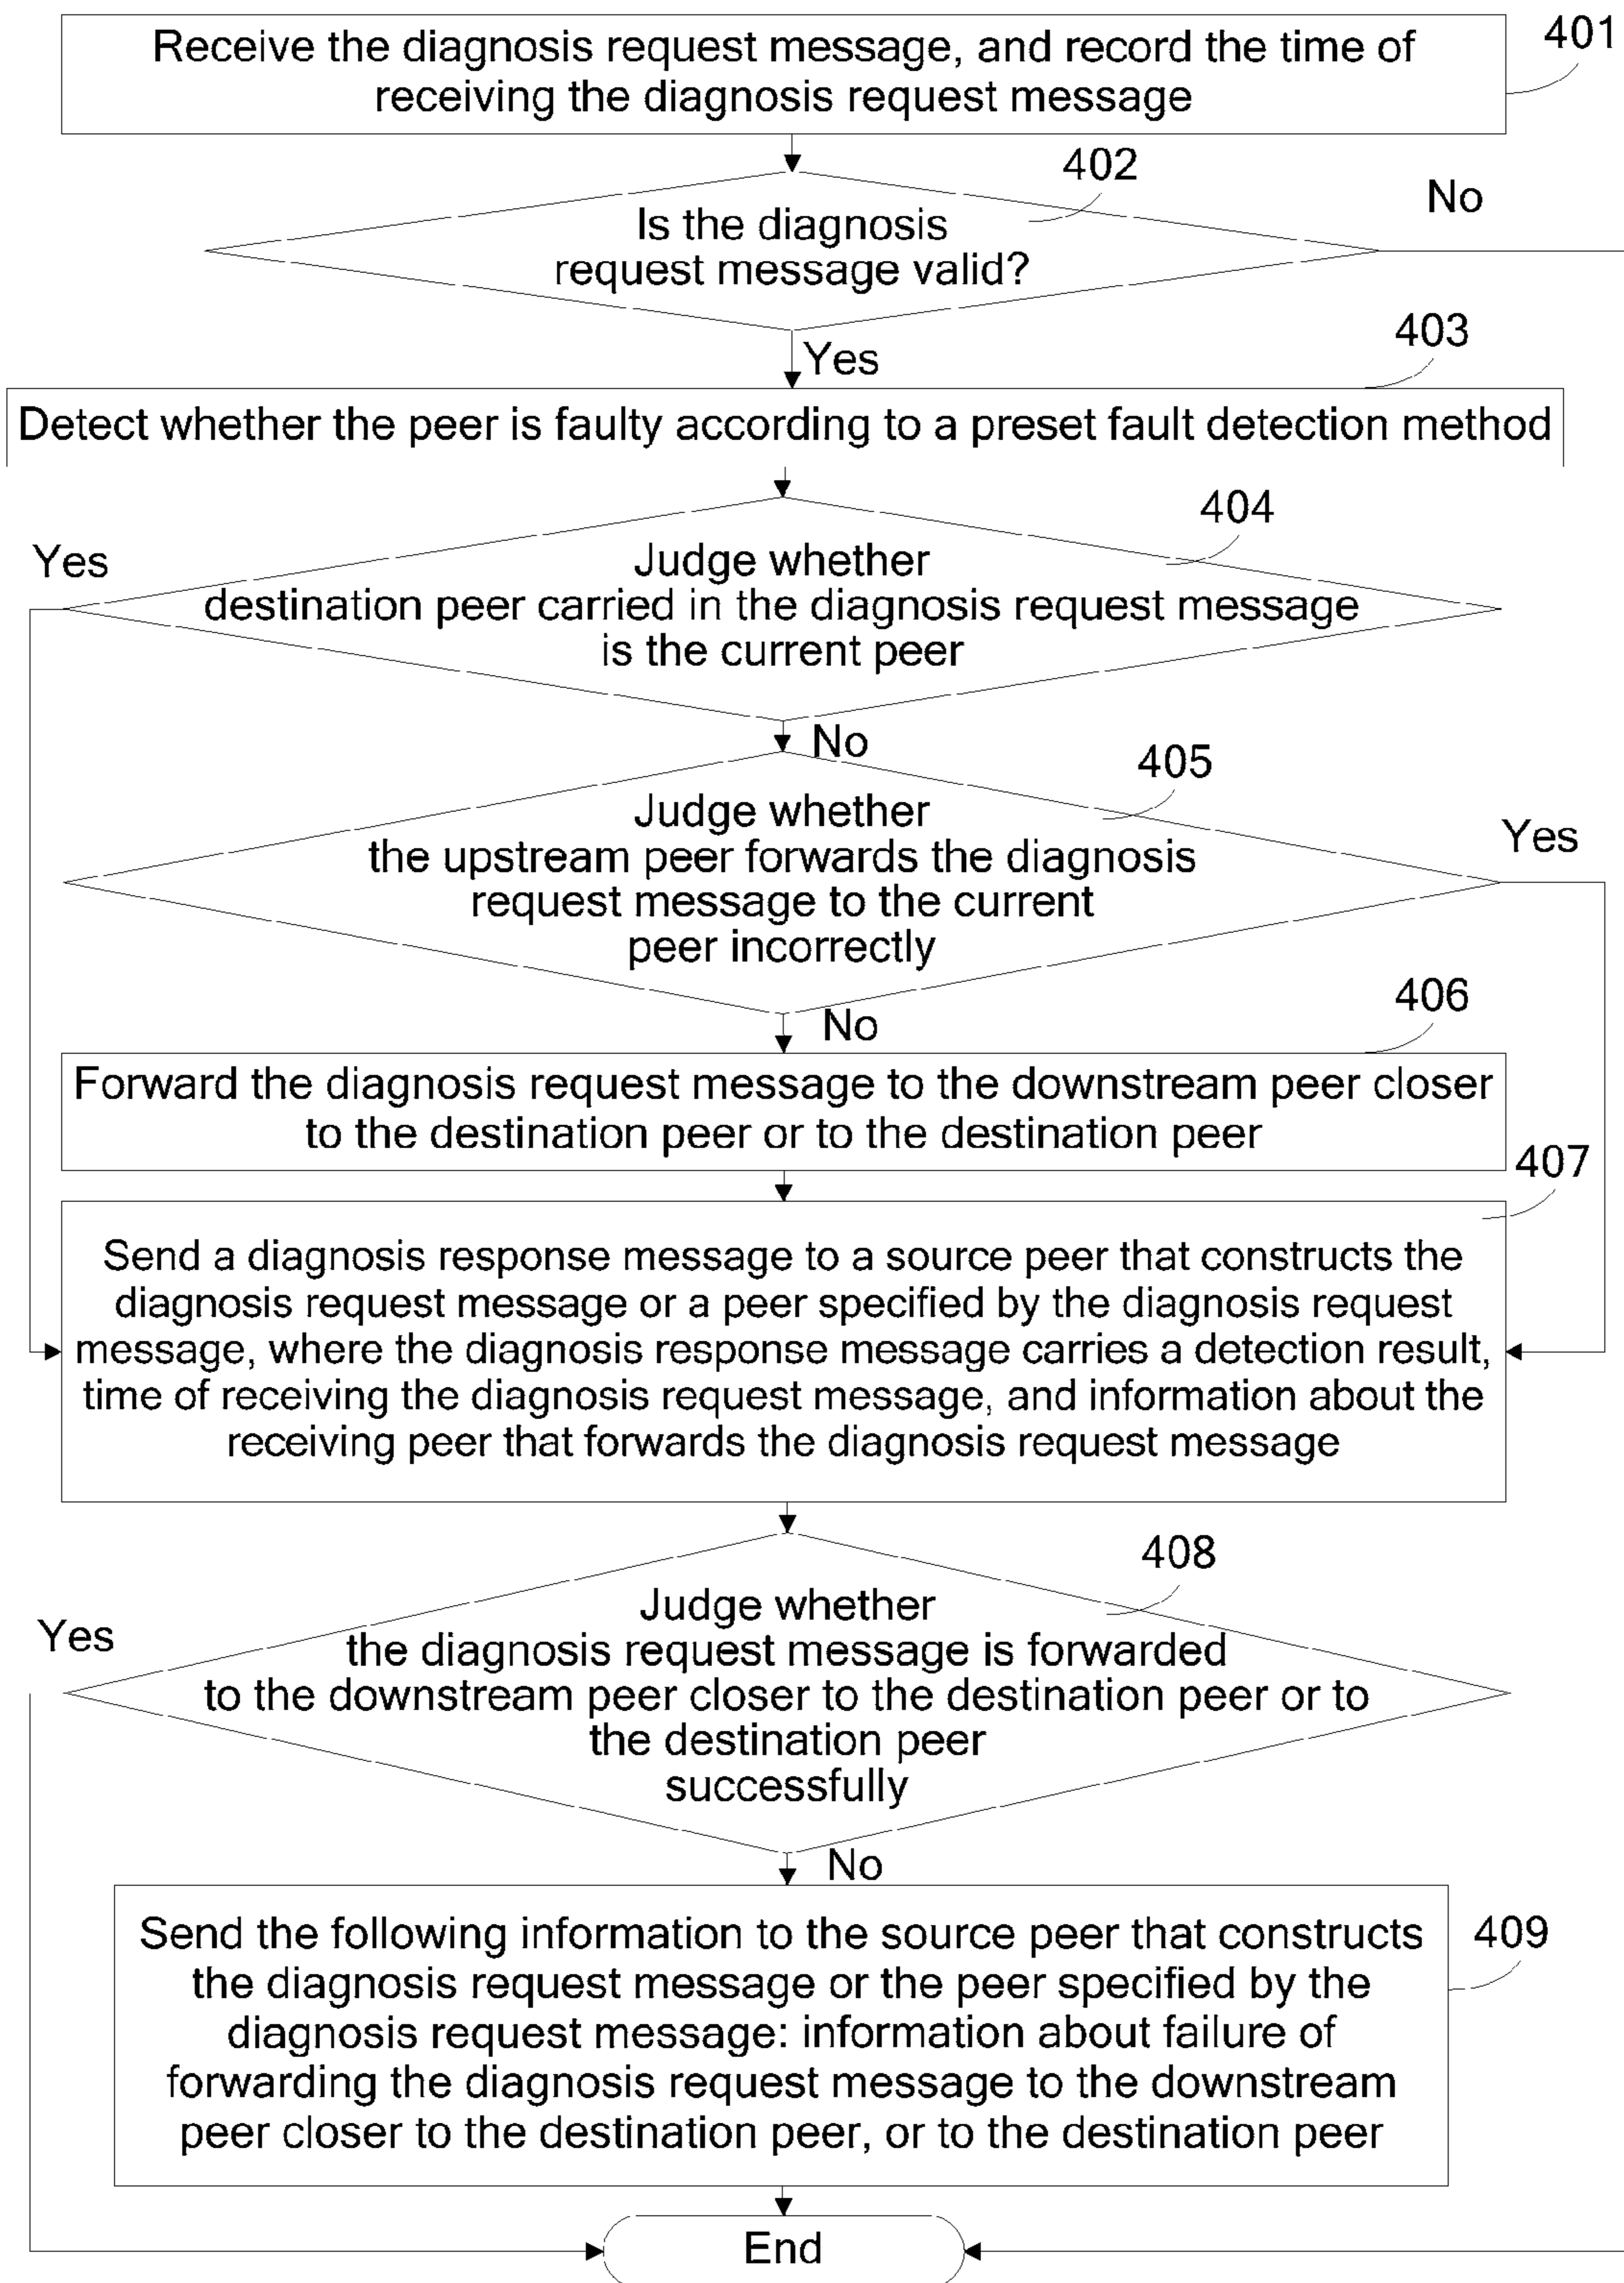 Receive the diagnosis request message, and record the time of
receiving the diagnosis request message
401
402
No
Is the diagnosis
request message valid?
403
Yes
Detect whether the peer is faulty according to a preset fault detection method
404
Yes
Judge whether
destination peer carried in the diagnosis request message
is the current peer
No
405
Judge whether
the upstream peer forwards the diagnosis
request message to the current
peer incorrectly
Yes
No
406
Forward the diagnosis request message to the downstream peer closer
to the destination peer or to the destination peer
407
Send a diagnosis response message to a source peer that constructs the
diagnosis request message or a peer specified by the diagnosis request
message, where the diagnosis response message carries a detection result,
time of receiving the diagnosis request message, and information about the
receiving peer that forwards the diagnosis request message
408
Yes
Judge whether
the diagnosis request message is forwarded
to the downstream peer closer to the destination peer or to
the destination peer
successfully
No
Send the following information to the source peer that constructs
the diagnosis request message or the peer specified by the
diagnosis request message: information about failure of
forwarding the diagnosis request message to the downstream
peer closer to the destination peer, or to the destination peer
409
End